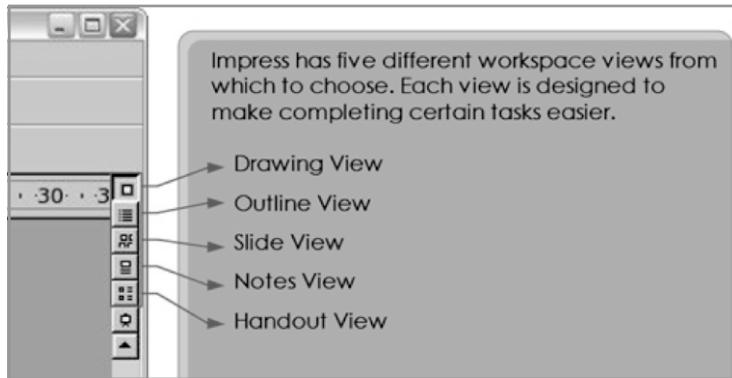 Impress has five different workspace views from
which to choose. Each view is designed to
make completing certain tasks easier.
Drawing View
· 30 · · 3
Outline View
Slide View
Notes View
Handout View